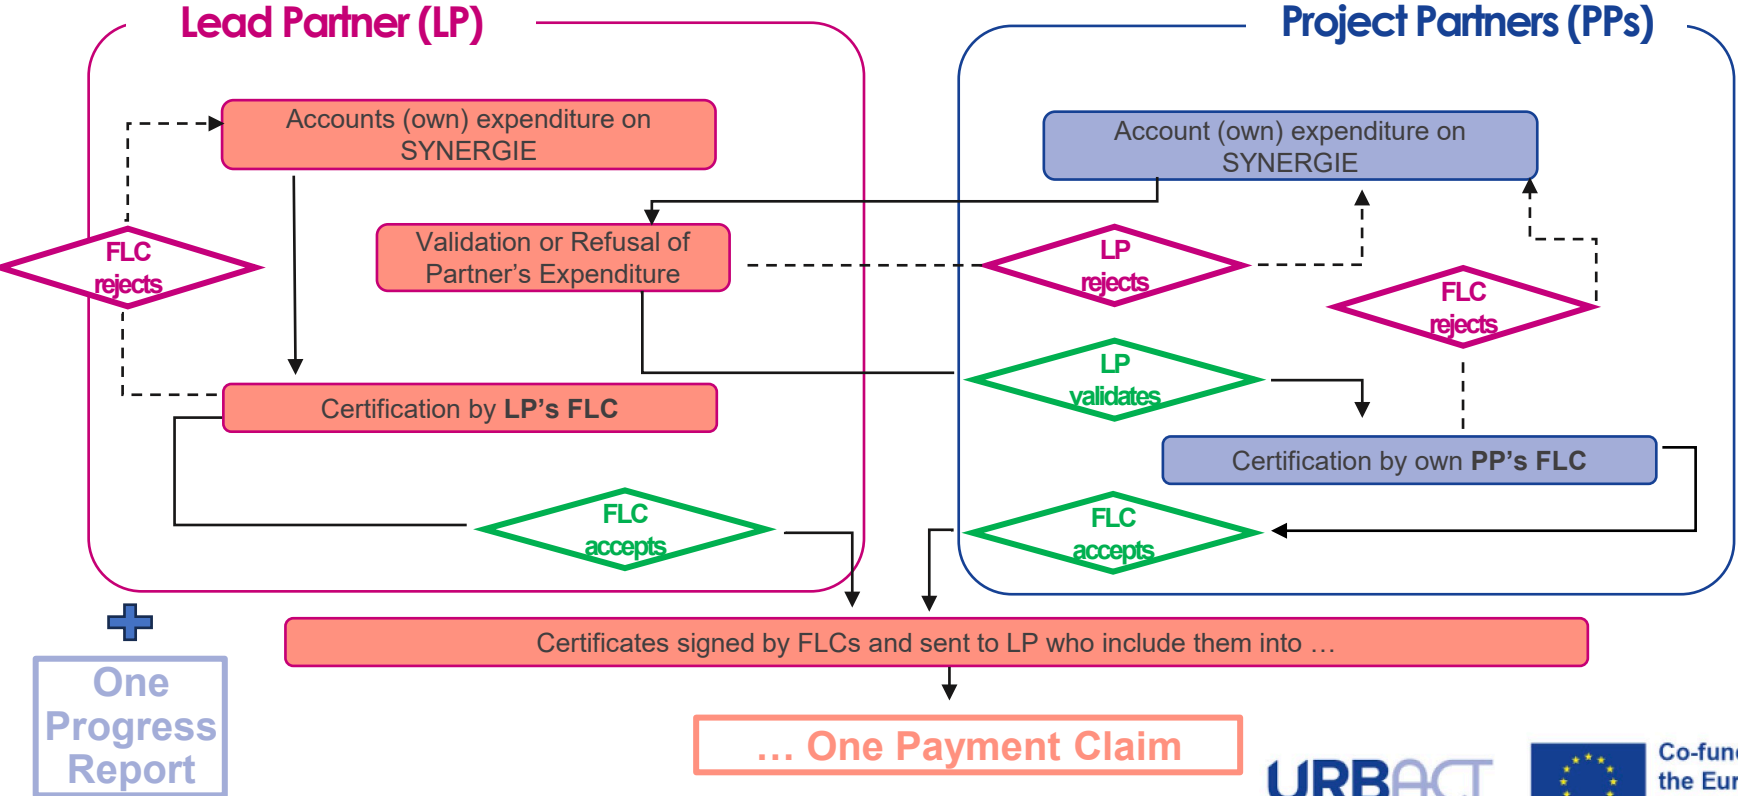 Lead Partner (LP)
Project Partners (PPs)
Accounts (own) expenditure on
SYNERGIE
Account (own) expenditure on
SYNERGIE
FLC
rejects
Validation or Refusal of
Partner's Expenditure
LP
rejects
FLC
rejects
LP
validates
Certification by LP's FLC
Certification by own PP's FLC
FLC
accepts
FLC
accepts
Certificates signed by FLCs and sent to LP who include them into …
One
Progress
Report
… One Payment Claim
URBACT
the